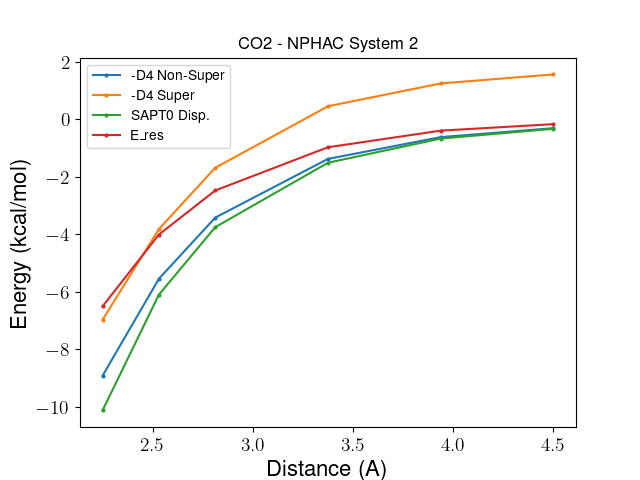 CO2 - NPHAC System 2
-D4 Non-Super
-D4 Super
SAPT0 Disp.
E_res
2
0
−2
−4
−6
−8
−10
Energy (kcal/mol)
2.5 3.0 3.5 4.0 4.5
Distance (A)